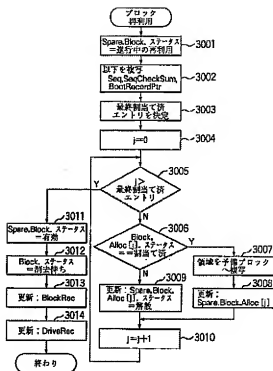 ブロック
再利用
Spare.Block. ステータス
=進行中の再利用
3001
以下を複写
Seq,SeqCheckSum,
BootRecordPtr
3002
最終割当て済
エントリを決定
3003
j=0
3004
j>
最終割当て済
エントリ
3005
Y
N
3011
Spare.Block. ステータス
=有効
3012
Block. ステータス
=消去待ち
3013
更新;BlockRec
3014
更新;DriveRec
終わり
3006
Block.
Alloc [j]. ステータス
==割当て済
Y
N
3007
領域を予備ブロック
へ複写
3008
更新;
Spare.Block.Alloc [j]
3009
更新;Spare.Block.
Alloc [j]. ステータス
=解放
j=j+1
3010